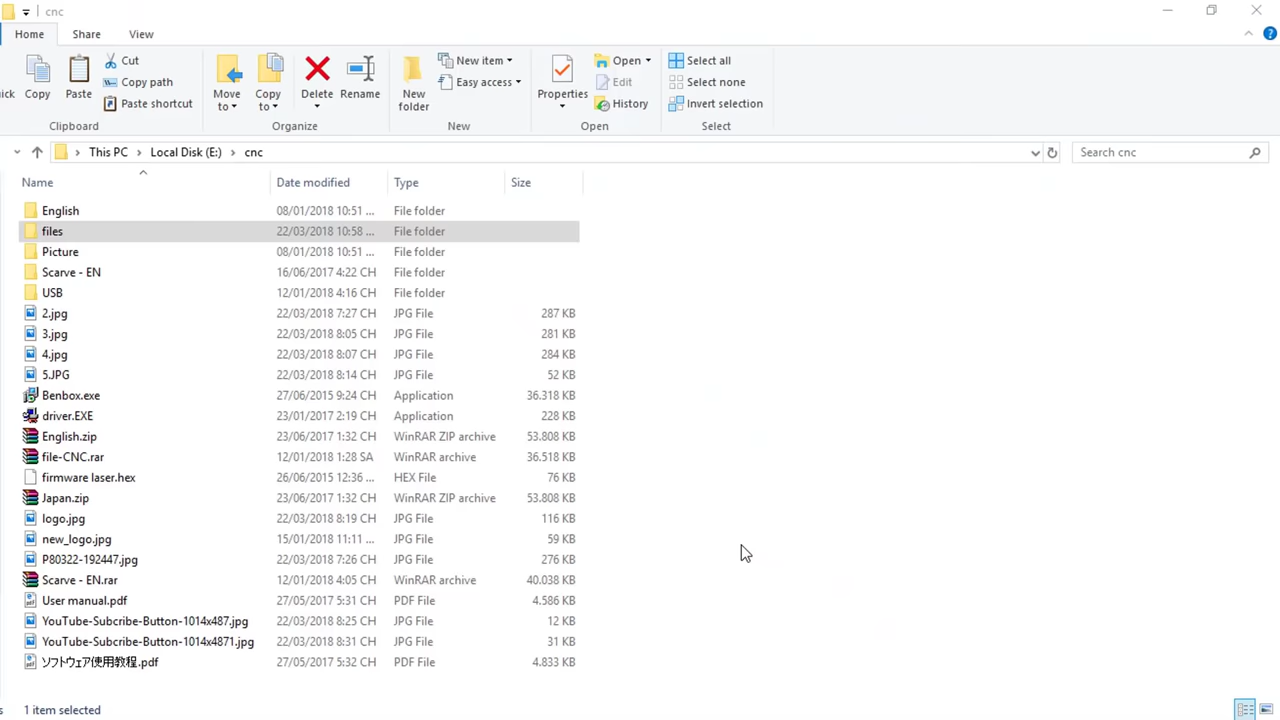 cnc
Home Share View
ick Copy Paste Cut Copy path Paste shortcut Move to Copy to Delete Rename New folder New item Easy access Properties Open Edit History Select all Select none Invert selection
Clipboard Organize New Open Select
This PC Local Disk (E:) cnc Search cnc
Name Date modified Type Size
English 08/01/2018 10:51 ... File folder
files 22/03/2018 10:58 ... File folder
Picture 08/01/2018 10:51 ... File folder
Scarve - EN 16/06/2017 4:22 CH File folder
USB 12/01/2018 4:16 CH File folder
2.jpg 22/03/2018 7:27 CH JPG File 287 KB
3.jpg 22/03/2018 8:05 CH JPG File 281 KB
4.jpg 22/03/2018 8:07 CH JPG File 284 KB
5.JPG 22/03/2018 8:14 CH JPG File 52 KB
Benbox.exe 27/06/2015 9:24 CH Application 36.318 KB
driver.EXE 23/01/2017 2:19 CH Application 228 KB
English.zip 23/06/2017 1:32 CH WinRAR ZIP archive 53.808 KB
file-CNC.rar 12/01/2018 1:28 SA WinRAR archive 36.518 KB
firmware laser.hex 26/06/2015 12:36 ... HEX File 76 KB
Japan.zip 23/06/2017 1:32 CH WinRAR ZIP archive 53.808 KB
logo.jpg 22/03/2018 8:19 CH JPG File 116 KB
new_logo.jpg 15/01/2018 11:11 ... JPG File 59 KB
P80322-192447.jpg 22/03/2018 7:26 CH JPG File 276 KB
Scarve - EN.rar 12/01/2018 4:05 CH WinRAR archive 40.038 KB
User manual.pdf 27/05/2017 5:31 CH PDF File 4.586 KB
YouTube-Subcribe-Button-1014x487.jpg 22/03/2018 8:25 CH JPG File 12 KB
YouTube-Subcribe-Button-1014x4871.jpg 22/03/2018 8:31 CH JPG File 31 KB
ソフトウェア使用教程.pdf 27/05/2017 5:32 CH PDF File 4.833 KB
s 1 item selected